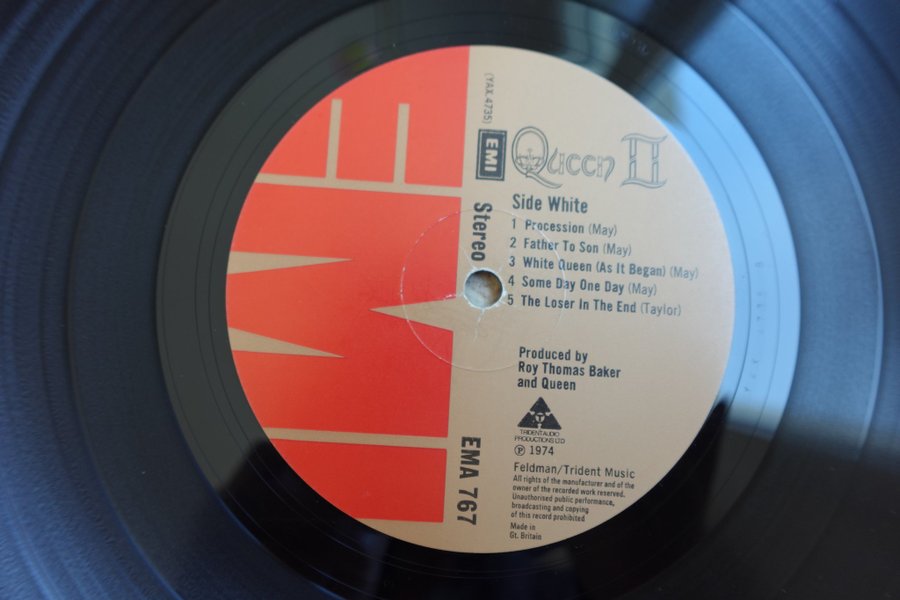 (YAX.4735)
EMI
Queen II
Side White
Stereo
1 Procession (May)
2 Father To Son (May)
3 White Queen (As It Began) (May)
4 Some Day One Day (May)
5 The Loser In The End (Taylor)
Produced by
Roy Thomas Baker
and Queen
TRIDENT AUDIO
PRODUCTIONS LTD
℗ 1974
EMA 767
Feldman/Trident Music
All rights of the manufacturer and of the
owner of the recorded work reserved.
Unauthorised public performance,
broadcasting and copying
of this record prohibited
Made in
Gt. Britain
EMI